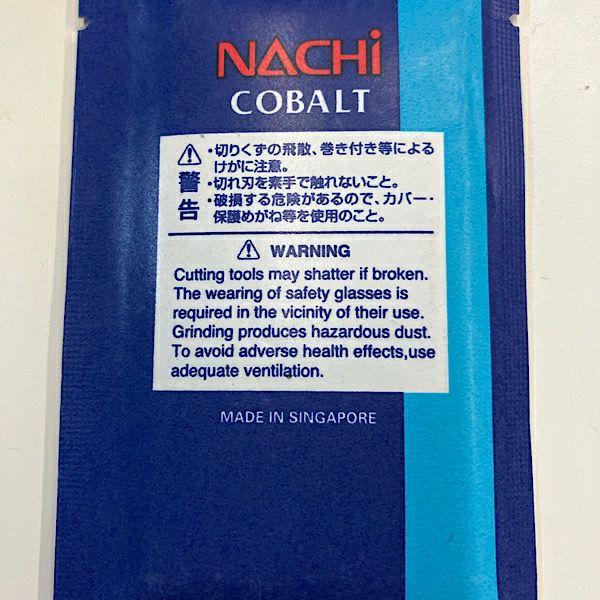 NACHi
COBALT
・切りくずの飛散、巻き付き等による
けがに注意。
警告
・切れ刃を素手で触れないこと。
・破損する危険があるので、カバー・
保護めがね等を使用のこと。
WARNING
Cutting tools may shatter if broken.
The wearing of safety glasses is
required in the vicinity of their use.
Grinding produces hazardous dust.
To avoid adverse health effects,use
adequate ventilation.
MADE IN SINGAPORE